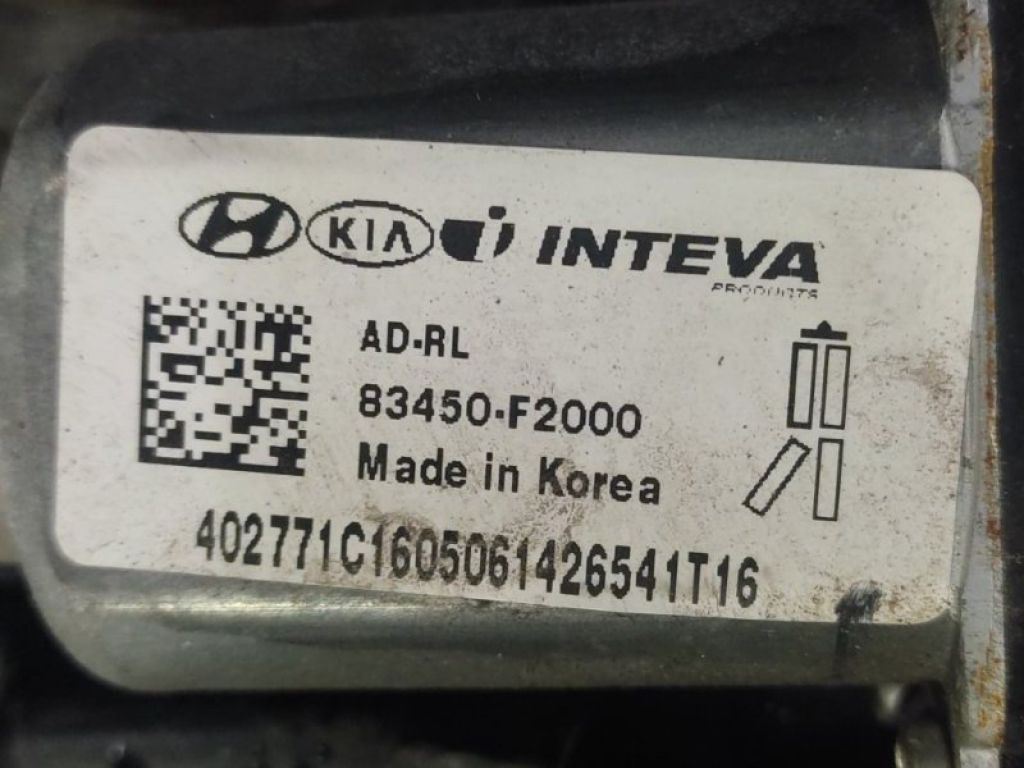 KIA INTEVA
PRODUCTS
AD-RL
83450-F2000
Made in Korea
402771C1605061426541T16